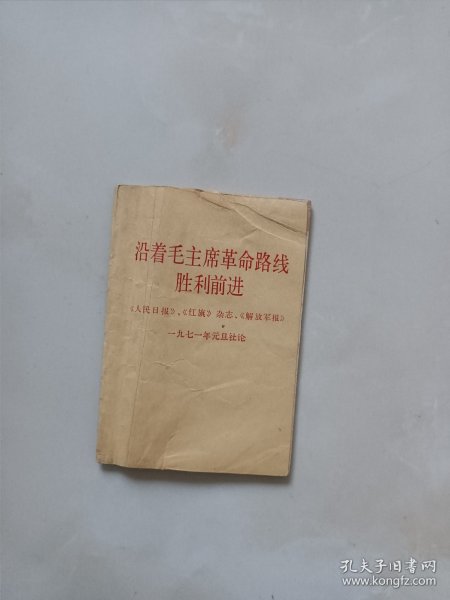 沿着毛主席革命路线
胜利前进
《人民日报》、《红旗》杂志、《解放军报》
一九七一年元旦社论
孔夫子旧书网
www.kongfz.com